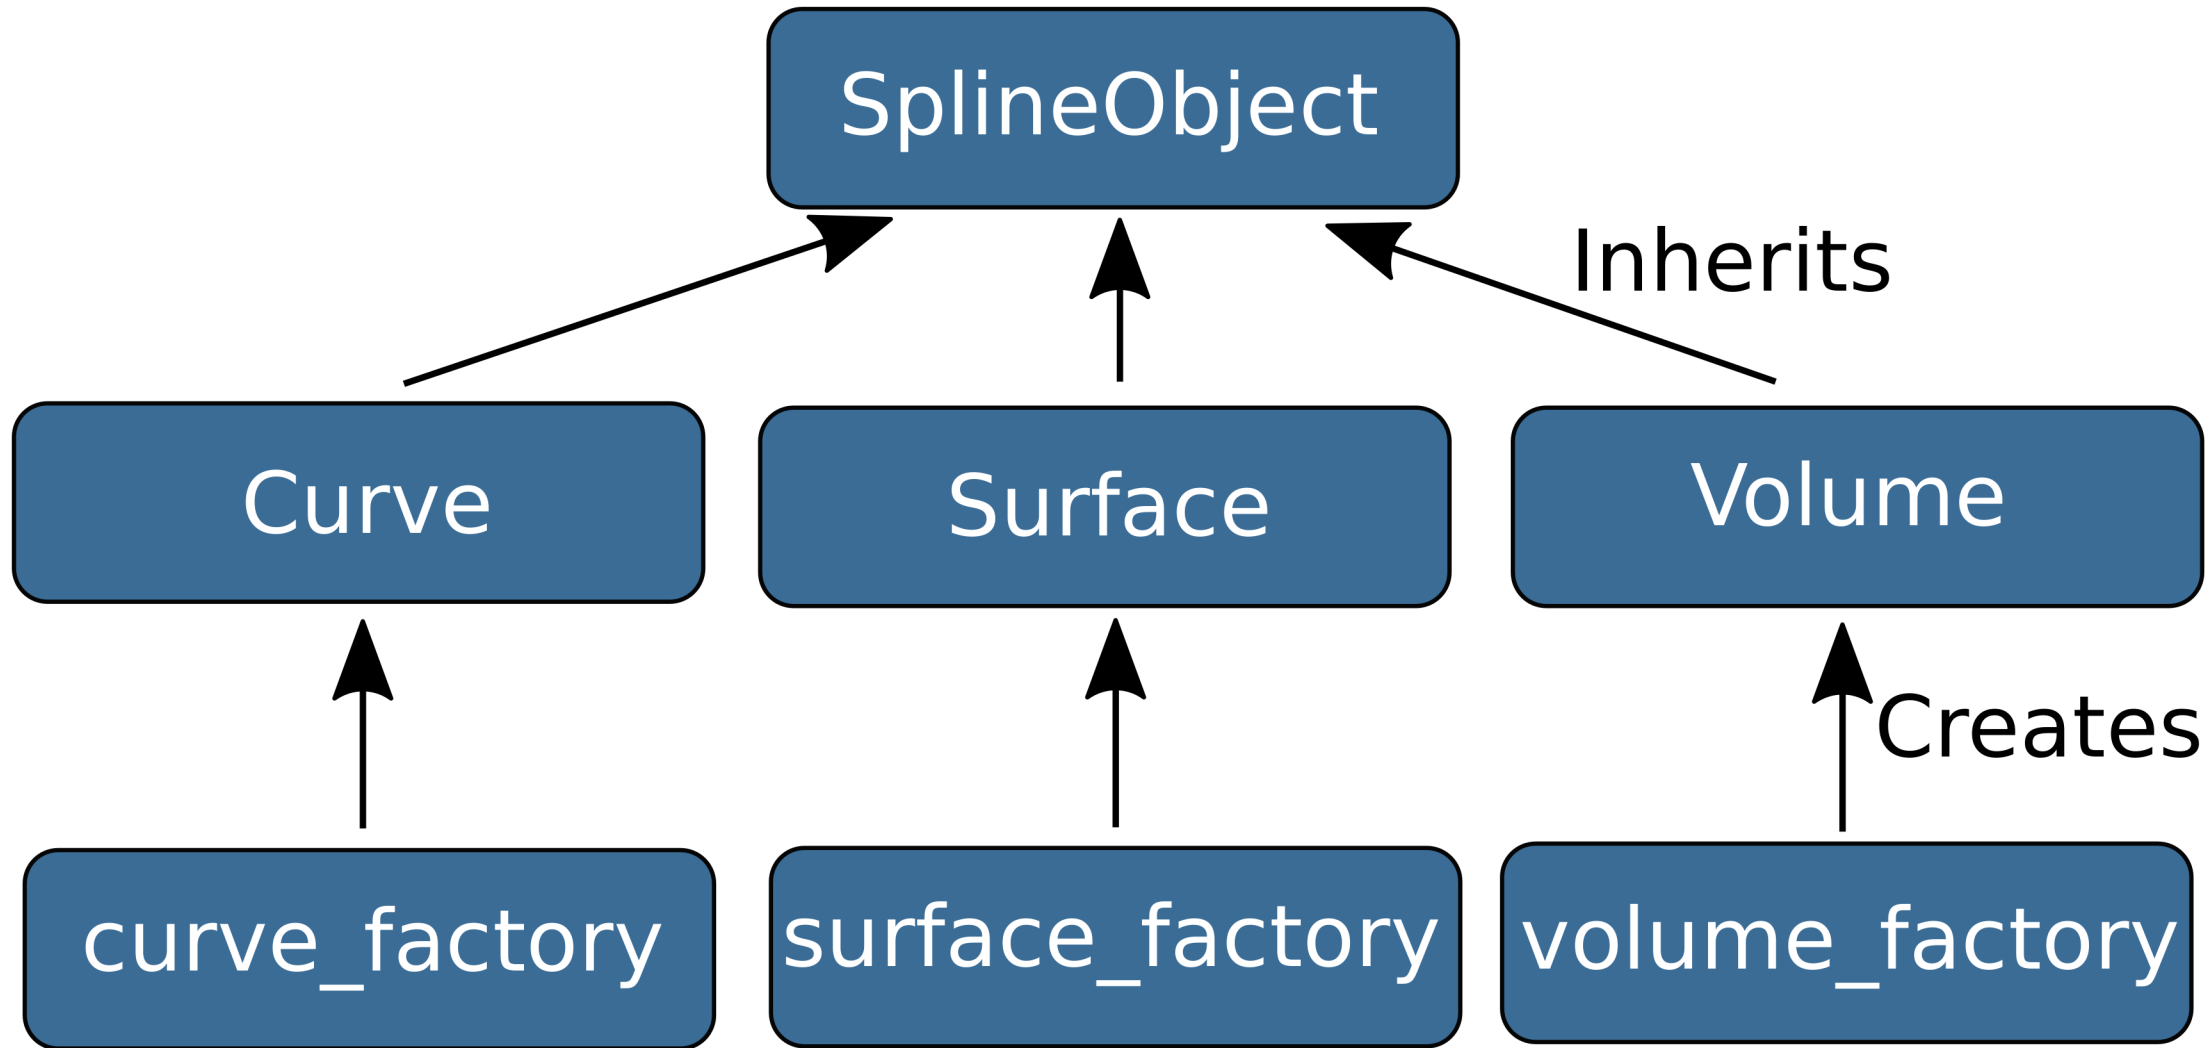 SplineObject
Inherits
Curve
Surface
Volume
Creates
curve_factory
surface_factory
volume_factory